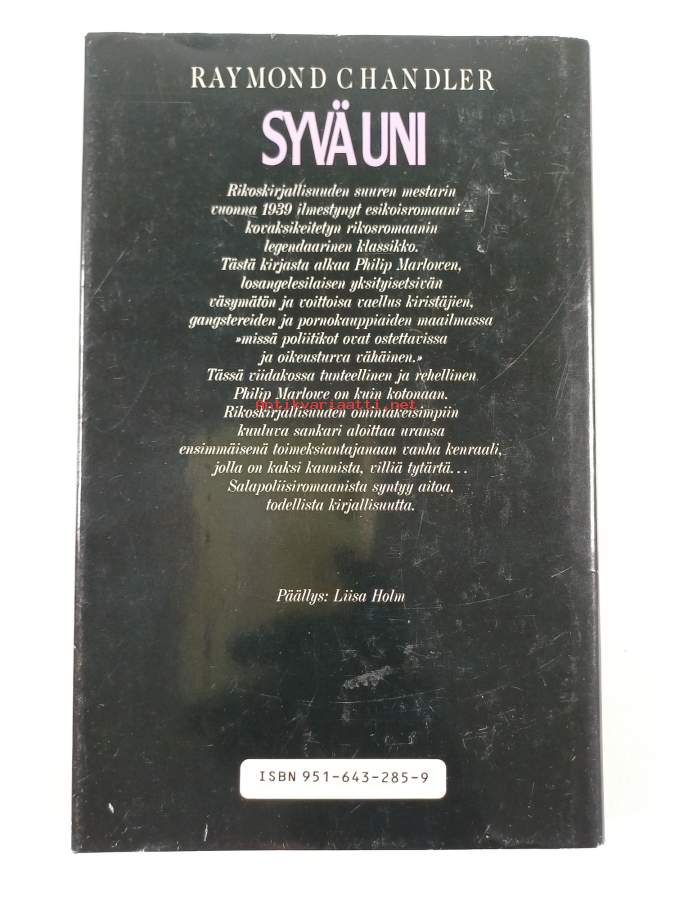 RAYMOND CHANDLER
SYVÄ UNI
Rikoskirjallisuuden suuren mestarin
vuonna 1939 ilmestynyt esikoisromaani –
kovaksikeitetyn rikosromaanin
legendaarinen klassikko.
Tästä kirjasta alkaa Philip Marlowen,
losangelesilaisen yksityisetsivän
väsymätön ja voittoisa vaellus kiristäjien,
gangstereiden ja pornokauppiaiden maailmassa
»missä poliitikot ovat ostettavissa
ja oikeusturva vähäinen.»
Tässä viidakossa tunteellinen ja rehellinen
Philip Marlowe on kuin kotonaan.
Antikvariaatti.net
Rikoskirjallisuuden omintakeisimpiin
kuuluva sankari aloittaa uransa
ensimmäisenä toimeksiantajanaan vanha kenraali,
jolla on kaksi kaunista, villiä tytärtä...
Salapoliisiromaanista syntyy aitoa,
todellista kirjallisuutta.
Päällys: Liisa Holm
ISBN 951-643-285-9